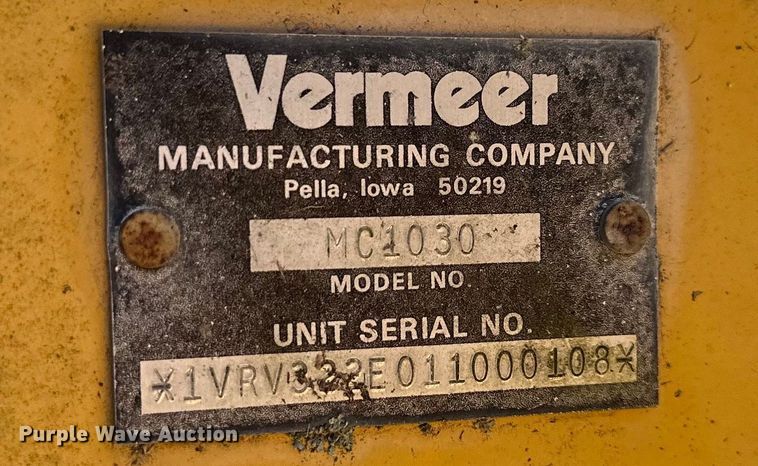 Vermeer
MANUFACTURING COMPANY
Pella, Iowa 50219
MC1030
MODEL NO.
UNIT SERIAL NO.
*1VRV322E011000108*
Purple Wave Auction